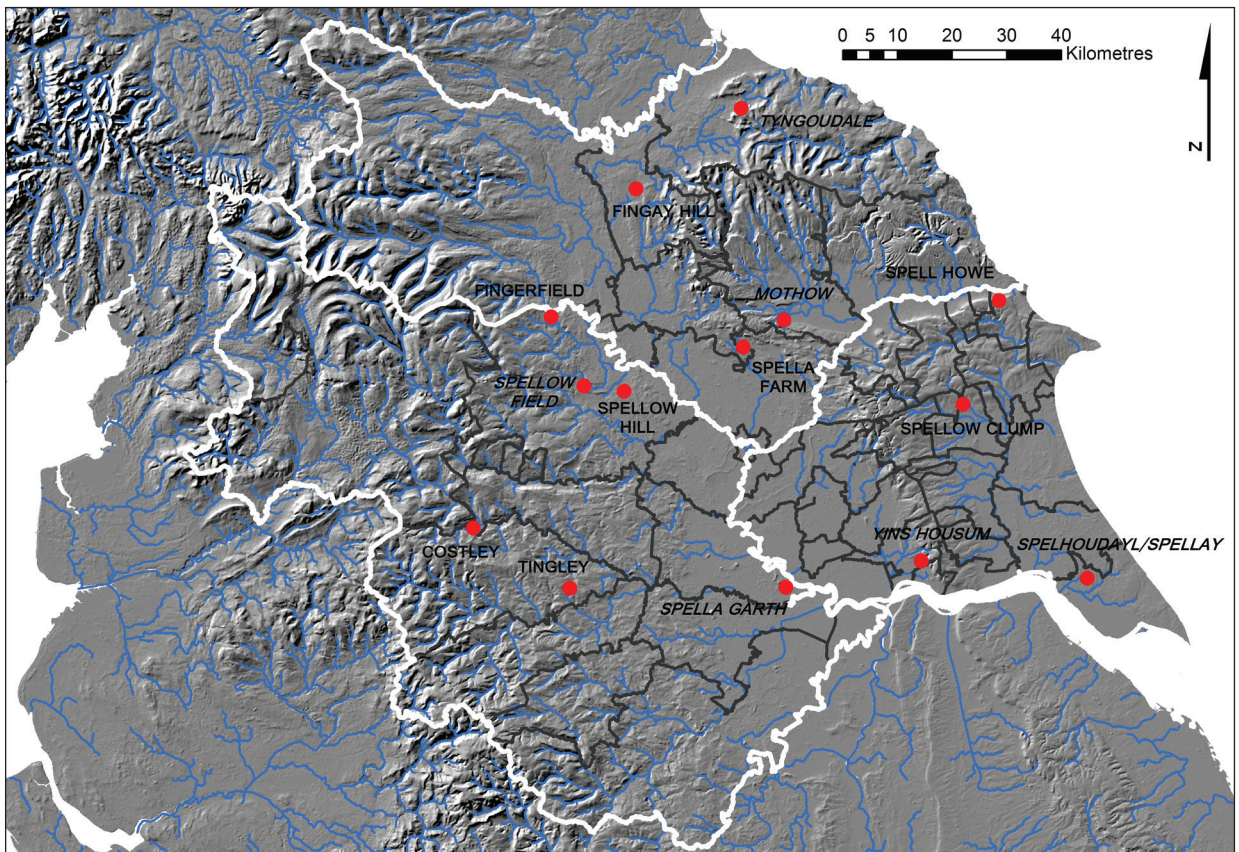 0 5 10 20 30 40
Kilometres
N
TYNGOUDALE
FINGAY HILL
SPELL HOWE
FINGERFIELD
MOTHOW
SPELLA
FARM
SPELLOW
FIELD
SPELLOW
HILL
SPELLOW CLUMP
COSTLEY
TINGLEY
YINS HOUSUM
SPELHOUDAYL/SPELLAY
SPELLA GARTH